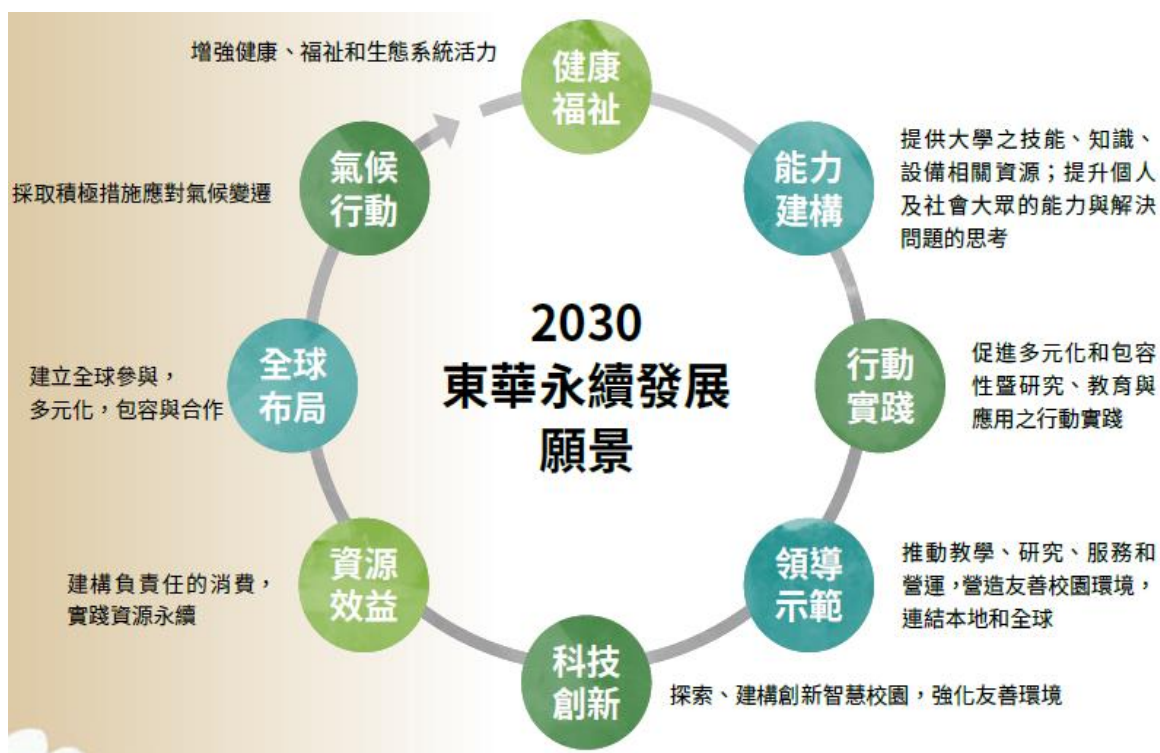 2030
東華永續發展
願景
健康
福祉
增強健康、福祉和生態系統活力
能力
建構
提供大學之技能、知識、
設備相關資源；提升個人
及社會大眾的能力與解決
問題的思考
行動
實踐
促進多元化和包容
性暨研究、教育與
應用之行動實踐
領導
示範
推動教學、研究、服務和
營運，營造友善校園環境，
連結本地和全球
科技
創新
探索、建構創新智慧校園，強化友善環境
資源
效益
建構負責任的消費，
實踐資源永續
全球
布局
建立全球參與，
多元化，包容與合作
氣候
行動
採取積極措施應對氣候變遷